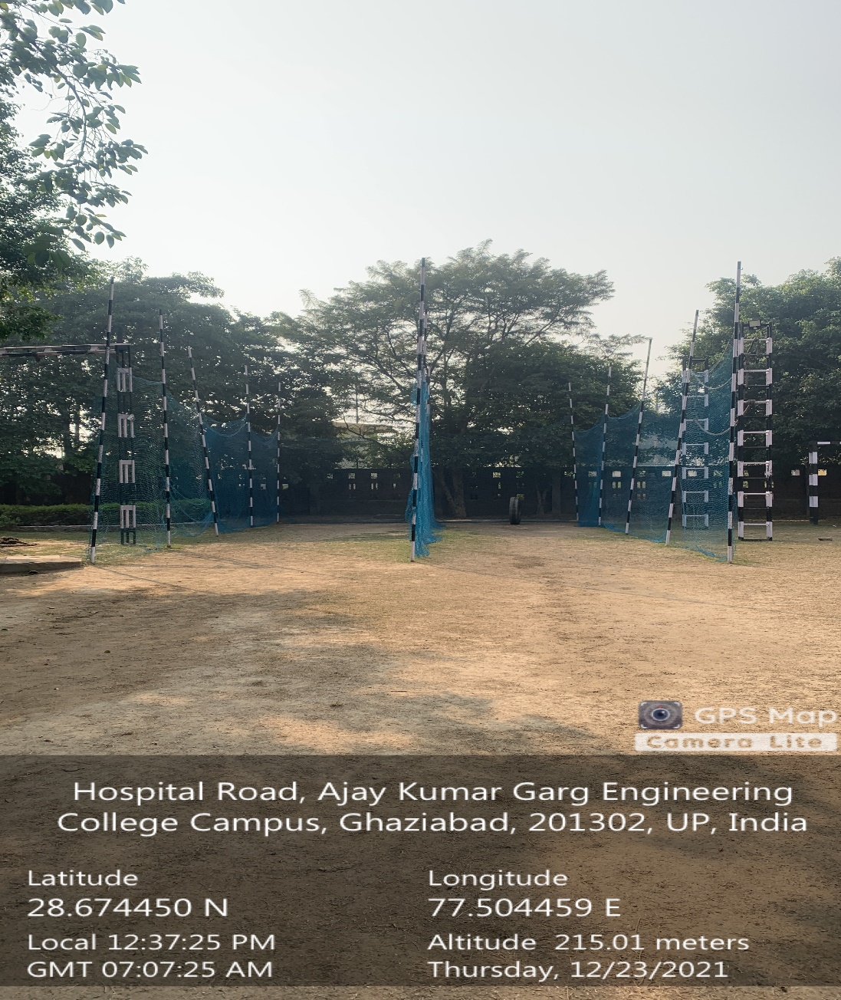 GPS Map
Camera Lite
Hospital Road, Ajay Kumar Garg Engineering
College Campus, Ghaziabad, 201302, UP, India
Latitude
28.674450 N
Longitude
77.504459 E
Local 12:37:25 PM
GMT 07:07:25 AM
Altitude 215.01 meters
Thursday, 12/23/2021